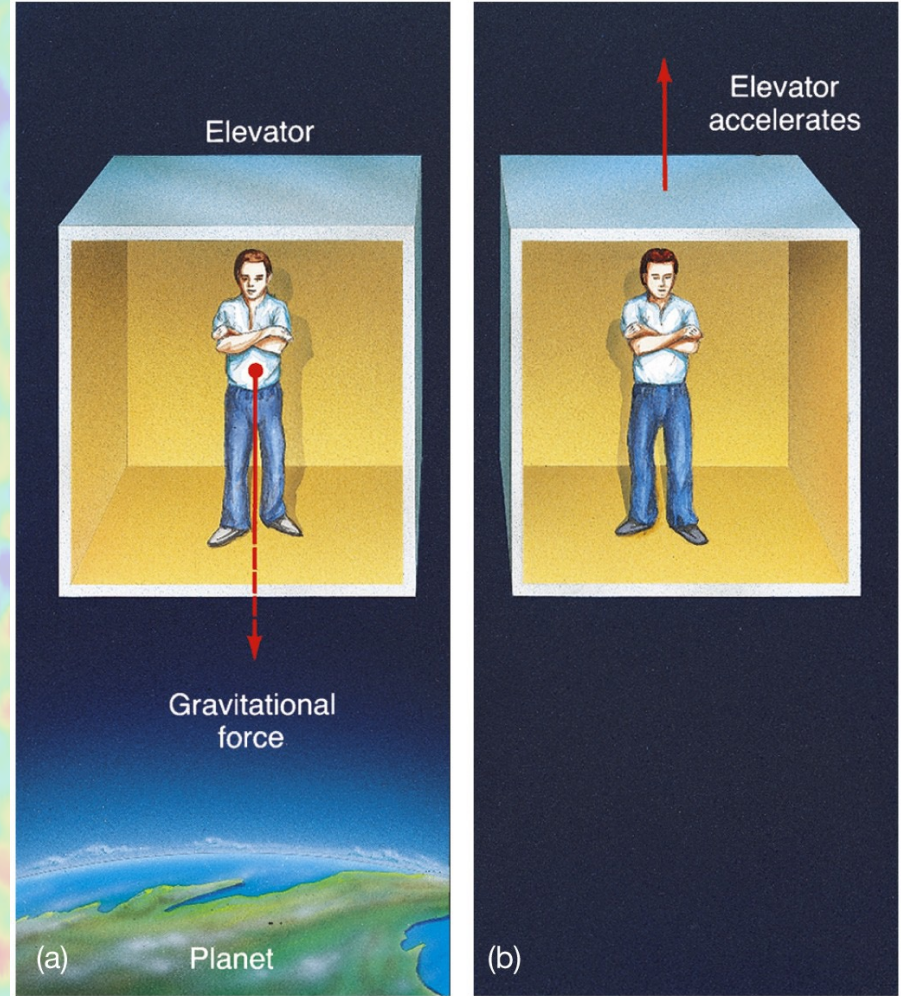 Elevator
Gravitational
force
Planet
(a)
Elevator
accelerates
(b)